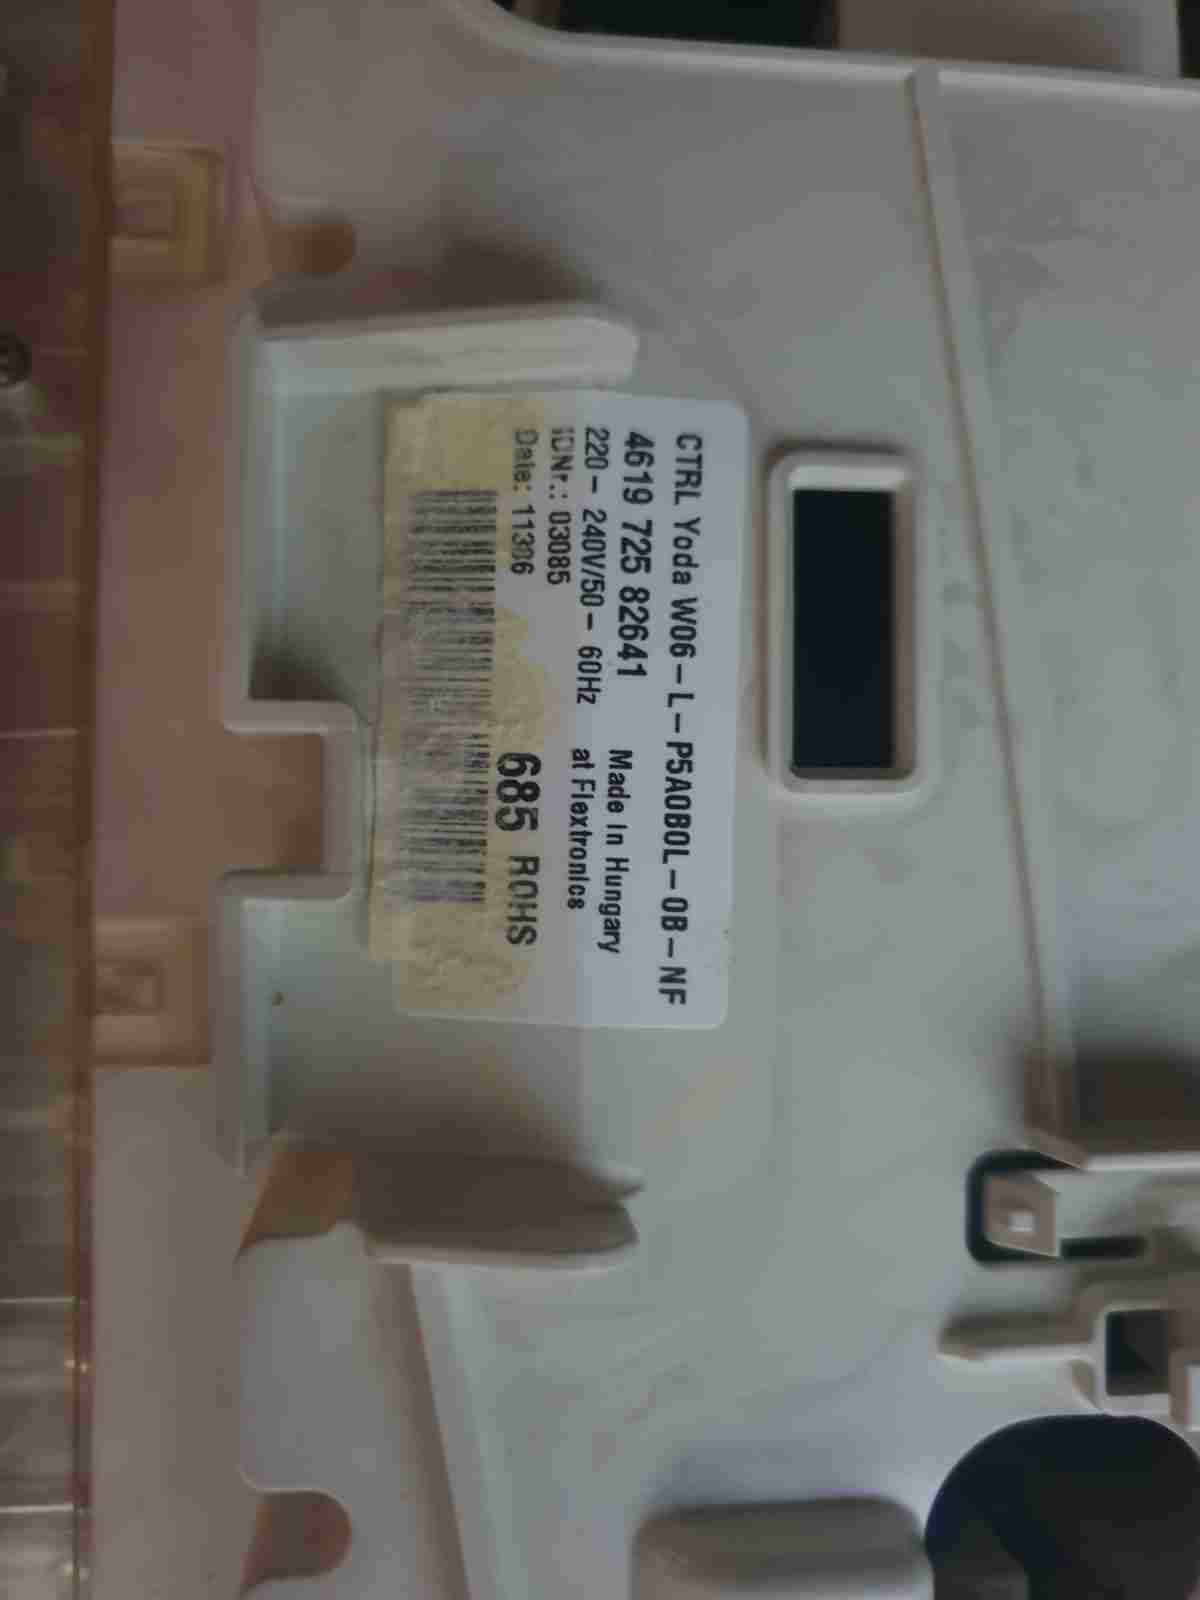 CTRL Yoda W06-L-P5A0B0L-0B-NF
4619 725 82641 Made in Hungary
220-240V/50-60Hz at Flextronics
IDNr.: 03085
Date: 11306 685 ROHS